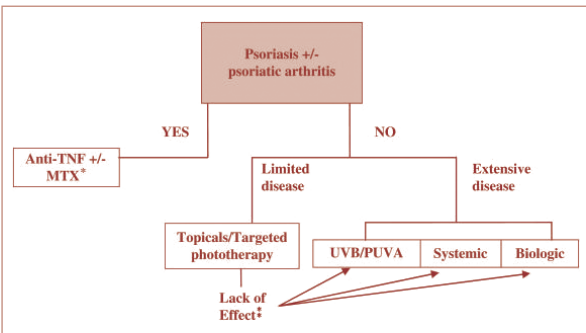 Psoriasis +/-
psoriatic arthritis
YES
NO
Anti-TNF +/-
MTX*
Limited
disease
Extensive
disease
Topicals/Targeted
phototherapy
UVB/PUVA
Systemic
Biologic
Lack of
Effect‡